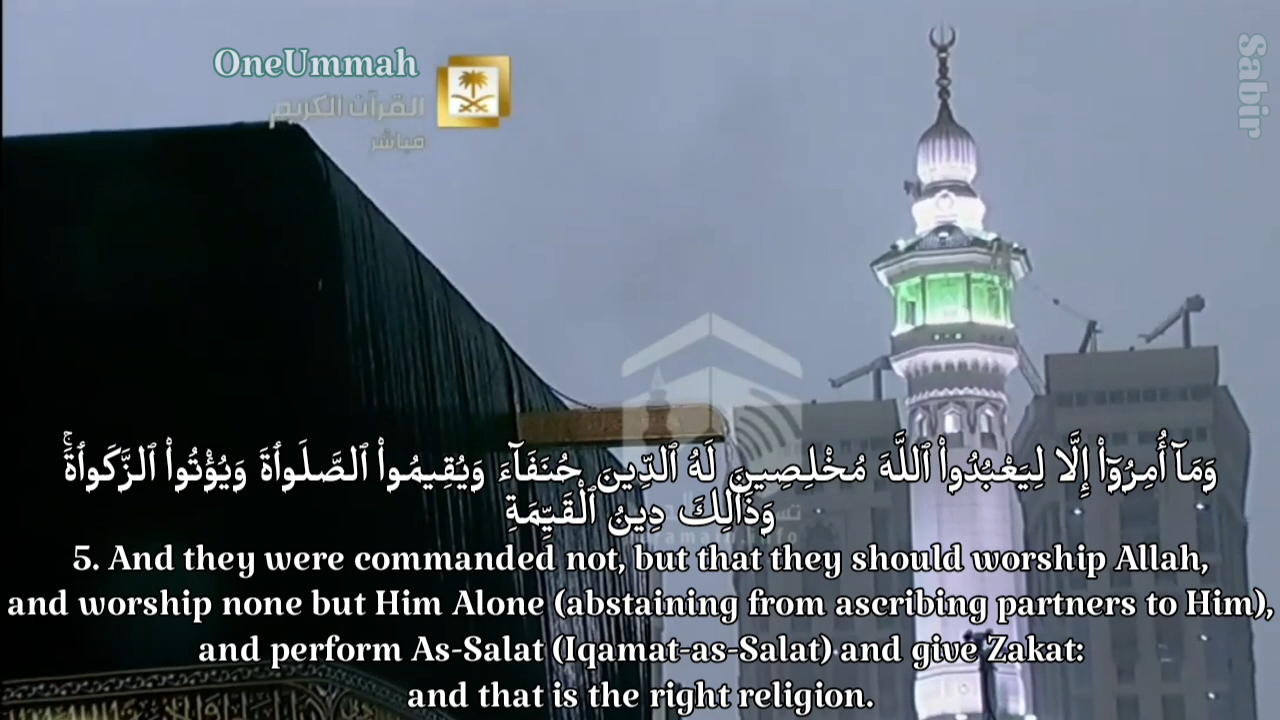 OneUmmah
القرآن الكريم
مباشر
Sabir
وَمَآ أُمِرُوٓا۟ إِلَّا لِيَعْبُدُوا۟ ٱللَّهَ مُخْلِصِينَ لَهُ ٱلدِّينَ حُنَفَآءَ وَيُقِيمُوا۟ ٱلصَّلَوٲةَ وَيُؤْتُوا۟ ٱلزَّكَوٲةَۚ
وَذَٲلِكَ دِينُ ٱلْقَيِّمَةِ
5. And they were commanded not, but that they should worship Allah,
and worship none but Him Alone (abstaining from ascribing partners to Him),
and perform As-Salat (Iqamat-as-Salat) and give Zakat:
and that is the right religion.